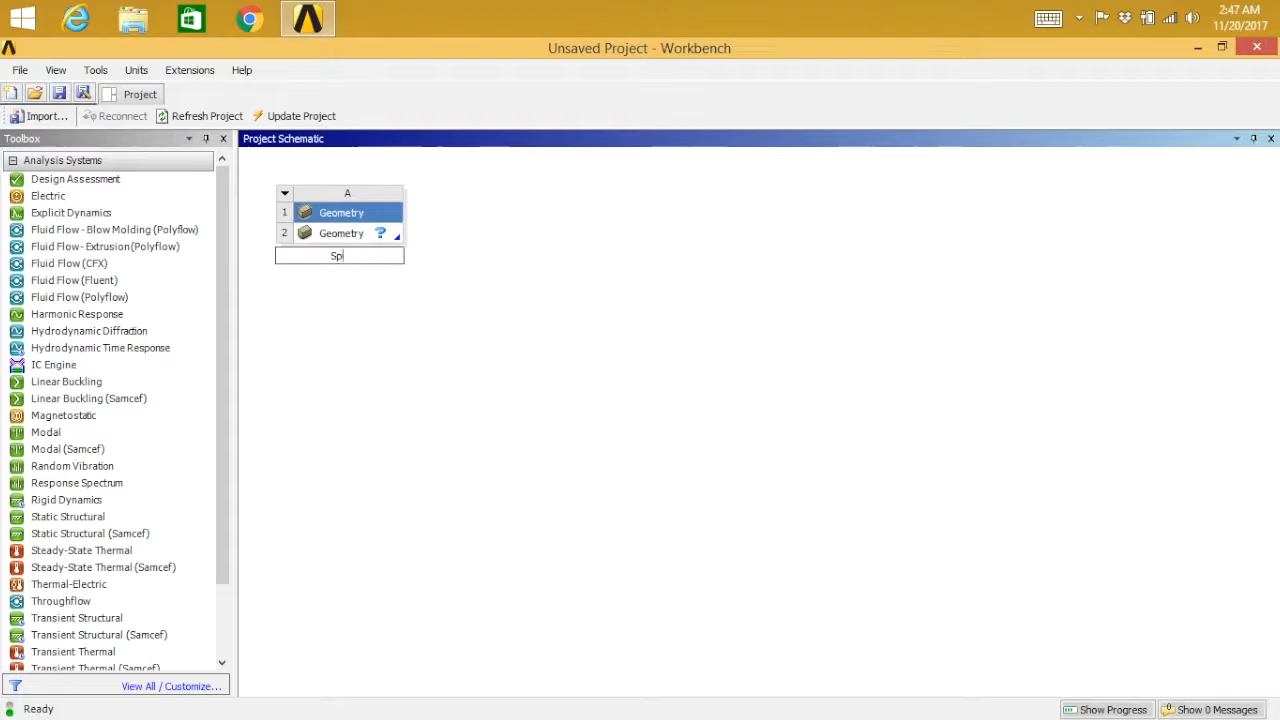 2:47 AM
11/20/2017
Unsaved Project - Workbench
File View Tools Units Extensions Help
Project
Import... Reconnect Refresh Project Update Project
Toolbox
Project Schematic
Analysis Systems
Design Assessment
Electric
Explicit Dynamics
Fluid Flow - Blow Molding (Polyflow)
Fluid Flow - Extrusion (Polyflow)
Fluid Flow (CFX)
Fluid Flow (Fluent)
Fluid Flow (Polyflow)
Harmonic Response
Hydrodynamic Diffraction
Hydrodynamic Time Response
IC Engine
Linear Buckling
Linear Buckling (Samcef)
Magnetostatic
Modal
Modal (Samcef)
Random Vibration
Response Spectrum
Rigid Dynamics
Static Structural
Static Structural (Samcef)
Steady-State Thermal
Steady-State Thermal (Samcef)
Thermal-Electric
Throughflow
Transient Structural
Transient Structural (Samcef)
Transient Thermal
Transient Thermal (Samcef)
View All / Customize...
A
1 Geometry
2 Geometry ?
Sp
Ready
Show Progress Show 0 Messages